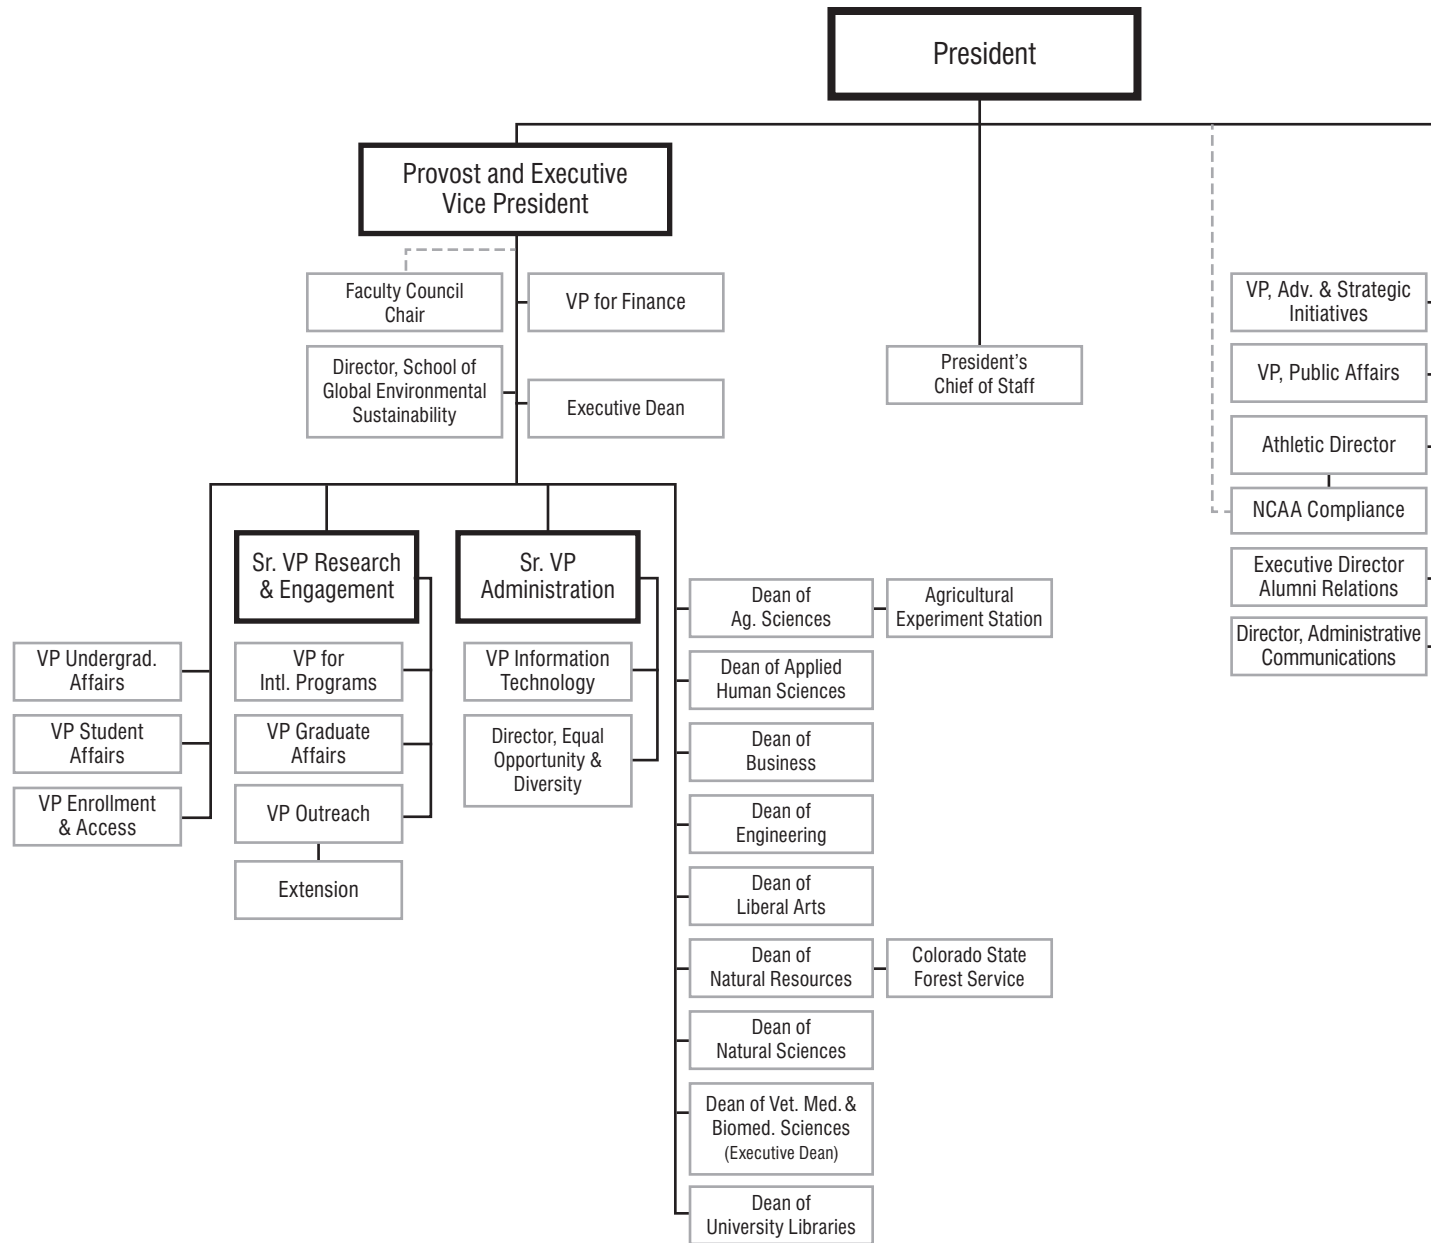 President
Provost and Executive
Vice President
Faculty Council
Chair
VP for Finance
Director, School of
Global Environmental
Sustainability
Executive Dean
President’s
Chief of Staff
VP, Adv. & Strategic
Initiatives
VP, Public Affairs
Athletic Director
NCAA Compliance
Executive Director
Alumni Relations
Director, Administrative
Communications
Sr. VP Research
& Engagement
Sr. VP
Administration
VP Undergrad.
Affairs
VP Student
Affairs
VP Enrollment
& Access
VP for
Intl. Programs
VP Graduate
Affairs
VP Outreach
Extension
VP Information
Technology
Director, Equal
Opportunity &
Diversity
Dean of
Ag. Sciences
Agricultural
Experiment Station
Dean of Applied
Human Sciences
Dean of
Business
Dean of
Engineering
Dean of
Liberal Arts
Dean of
Natural Resources
Colorado State
Forest Service
Dean of
Natural Sciences
Dean of Vet. Med. &
Biomed. Sciences
(Executive Dean)
Dean of
University Libraries